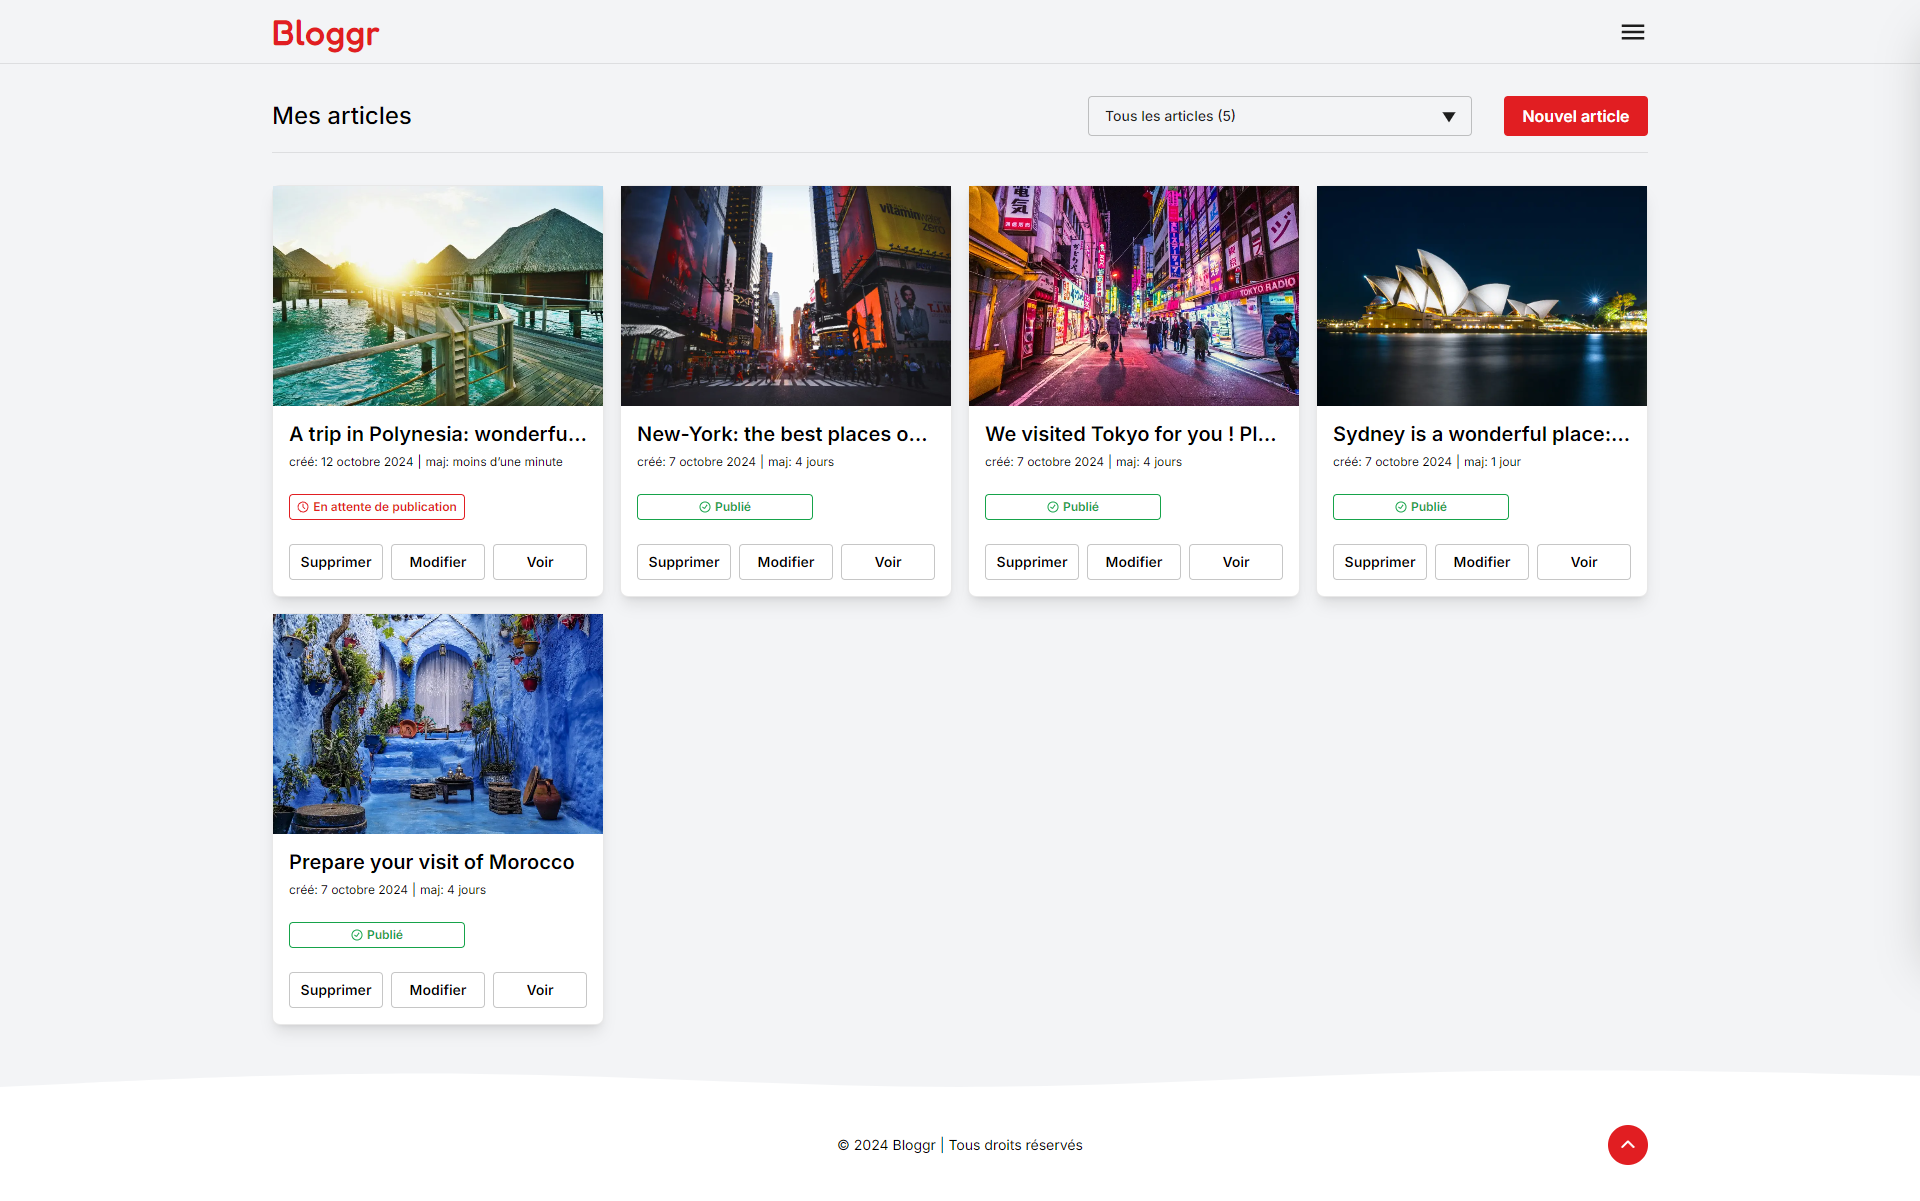 Bloggr
Mes articles
Tous les articles (5)
Nouvel article
vitaminwater
zero
TOKYO RADIO
A trip in Polynesia: wonderfu...
créé: 12 octobre 2024 | maj: moins d’une minute
En attente de publication
Supprimer
Modifier
Voir
New-York: the best places o...
créé: 7 octobre 2024 | maj: 4 jours
Publié
Supprimer
Modifier
Voir
We visited Tokyo for you ! Pl...
créé: 7 octobre 2024 | maj: 4 jours
Publié
Supprimer
Modifier
Voir
Sydney is a wonderful place:...
créé: 7 octobre 2024 | maj: 1 jour
Publié
Supprimer
Modifier
Voir
Prepare your visit of Morocco
créé: 7 octobre 2024 | maj: 4 jours
Publié
Supprimer
Modifier
Voir
© 2024 Bloggr | Tous droits réservés